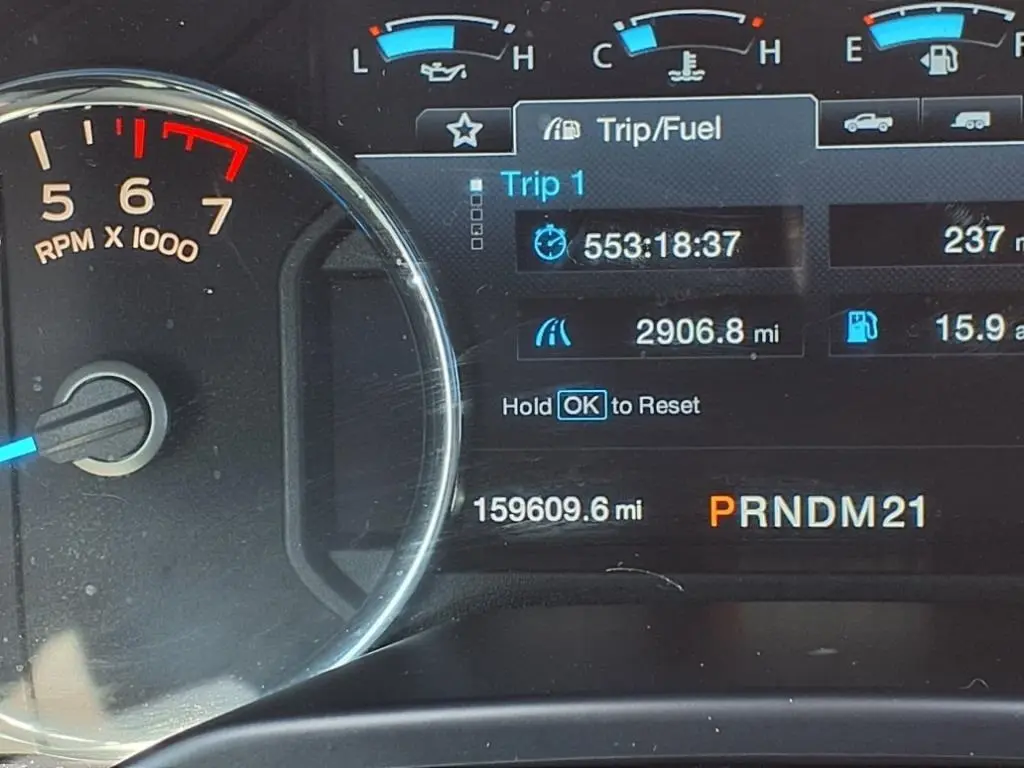 L H C H E F
Trip/Fuel
5 6 7
RPM X 1000
Trip 1
553:18:37 237
2906.8 mi 15.9
Hold OK to Reset
159609.6 mi PRNDM21